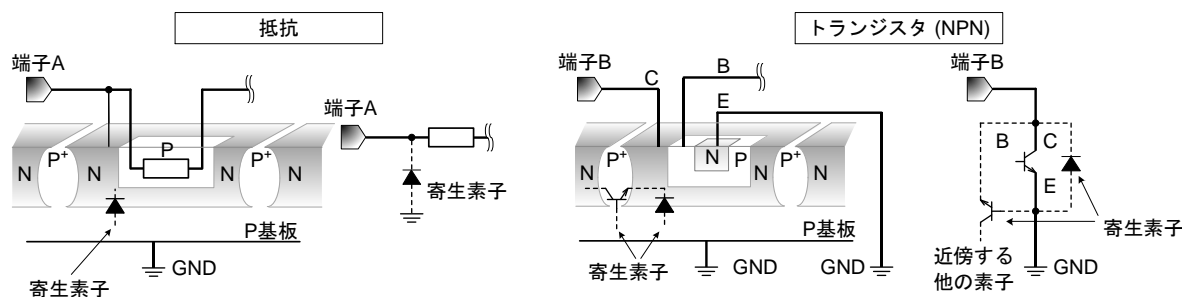 抵抗
端子A
N
P+
N
P
N
P+
N
P基板
寄生素子
GND
端子A
寄生素子
トランジスタ (NPN)
端子B
C
B
E
N
P+
N
N
P
N
P+
N
P基板
寄生素子
GND
GND
端子B
B
C
E
寄生素子
近傍する
他の素子
GND